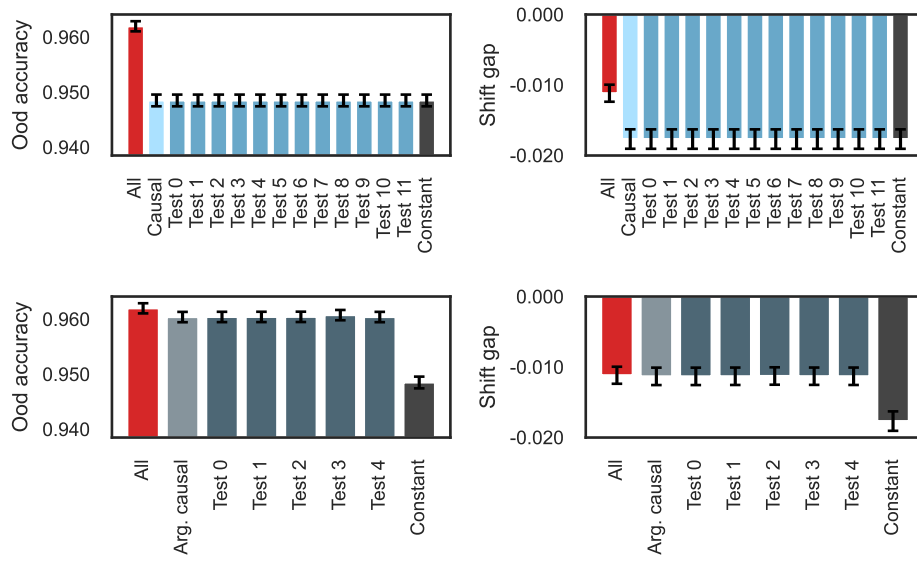 Ood accuracy
0.960
0.950
0.940
All
Causal
Test 0
Test 1
Test 2
Test 3
Test 4
Test 5
Test 6
Test 7
Test 8
Test 9
Test 10
Test 11
Constant
Shift gap
0.000
-0.010
-0.020
All
Causal
Test 0
Test 1
Test 2
Test 3
Test 4
Test 5
Test 6
Test 7
Test 8
Test 9
Test 10
Test 11
Constant
Ood accuracy
0.960
0.950
0.940
All
Arg. causal
Test 0
Test 1
Test 2
Test 3
Test 4
Constant
Shift gap
0.000
-0.010
-0.020
All
Arg. causal
Test 0
Test 1
Test 2
Test 3
Test 4
Constant